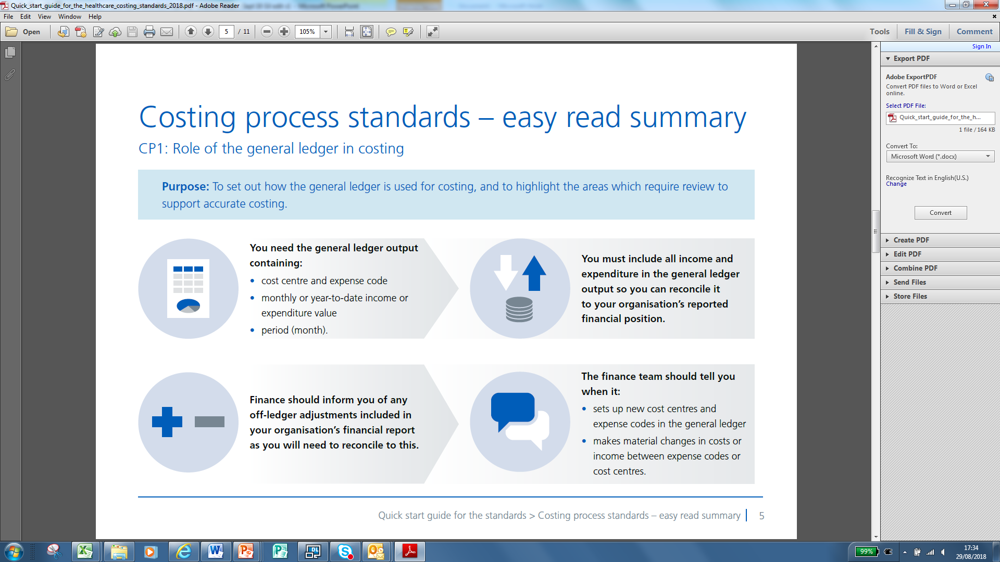 Quick_start_guide_for_the_healthcare_costing_standards_2018.pdf - Adobe Reader
File Edit View Window Help
Open
5 / 11
105%
Tools Fill & Sign Comment
Sign In
Export PDF
Adobe ExportPDF
Convert PDF files to Word or Excel
online.
Select PDF File:
Quick_start_guide_for_the_h...
1 file / 164 KB
Convert To:
Microsoft Word (*.docx)
Recognize Text in English(U.S.)
Change
Convert
Create PDF
Edit PDF
Combine PDF
Send Files
Store Files
Costing process standards – easy read summary
CP1: Role of the general ledger in costing
Purpose: To set out how the general ledger is used for costing, and to highlight the areas which require review to
support accurate costing.
You need the general ledger output
containing:
• cost centre and expense code
• monthly or year-to-date income or
expenditure value
• period (month).
You must include all income and
expenditure in the general ledger
output so you can reconcile it
to your organisation's reported
financial position.
Finance should inform you of any
off-ledger adjustments included in
your organisation's financial report
as you will need to reconcile to this.
The finance team should tell you
when it:
• sets up new cost centres and
expense codes in the general ledger
• makes material changes in costs or
income between expense codes or
cost centres.
Quick start guide for the standards > Costing process standards – easy read summary | 5
99%
17:34
29/08/2018